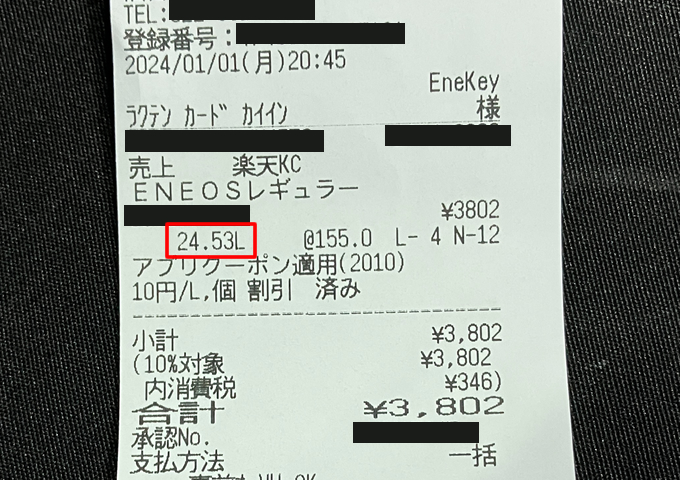 TEL:
登録番号:
2024/01/01(月)20:45
EneKey
ラクテン カード カイイン 様
売上 楽天KC
ENEOSレギュラー
¥3802
24.53L @155.0 L- 4 N-12
アプリクーポン適用(2010)
10円/L,個 割引 済み
小計 ¥3,802
(10%対象 ¥3,802
内消費税 ¥346)
合計 ¥3,802
承認No.
支払方法 一括